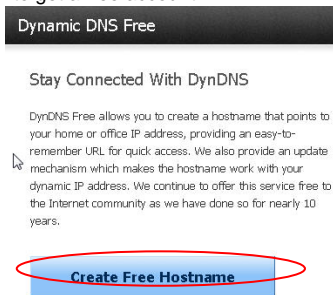 Dynamic DNS Free
Stay Connected With DynDNS
DynDNS Free allows you to create a hostname that points to
your home or office IP address, providing an easy-to-
remember URL for quick access. We also provide an update
mechanism which makes the hostname work with your
dynamic IP address. We continue to offer this service free to
the Internet community as we have done so for nearly 10
years.
Create Free Hostname